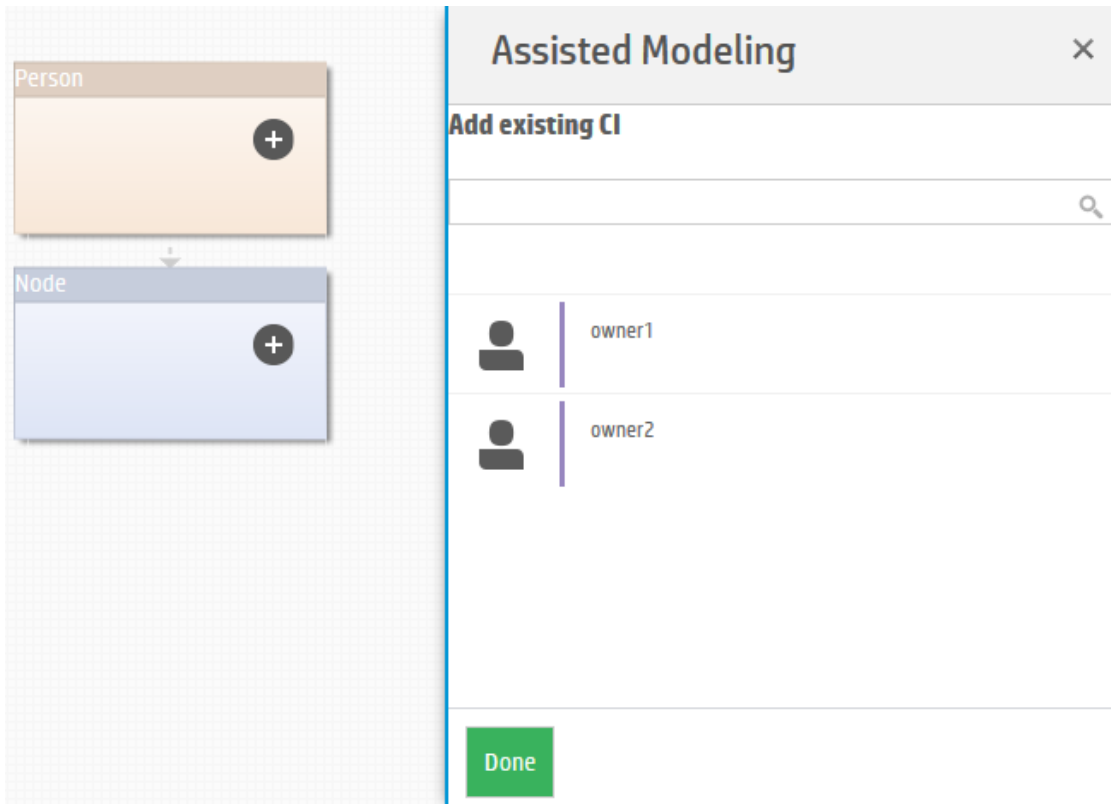 Person
Node
Assisted Modeling
Add existing CI
owner1
owner2
Done